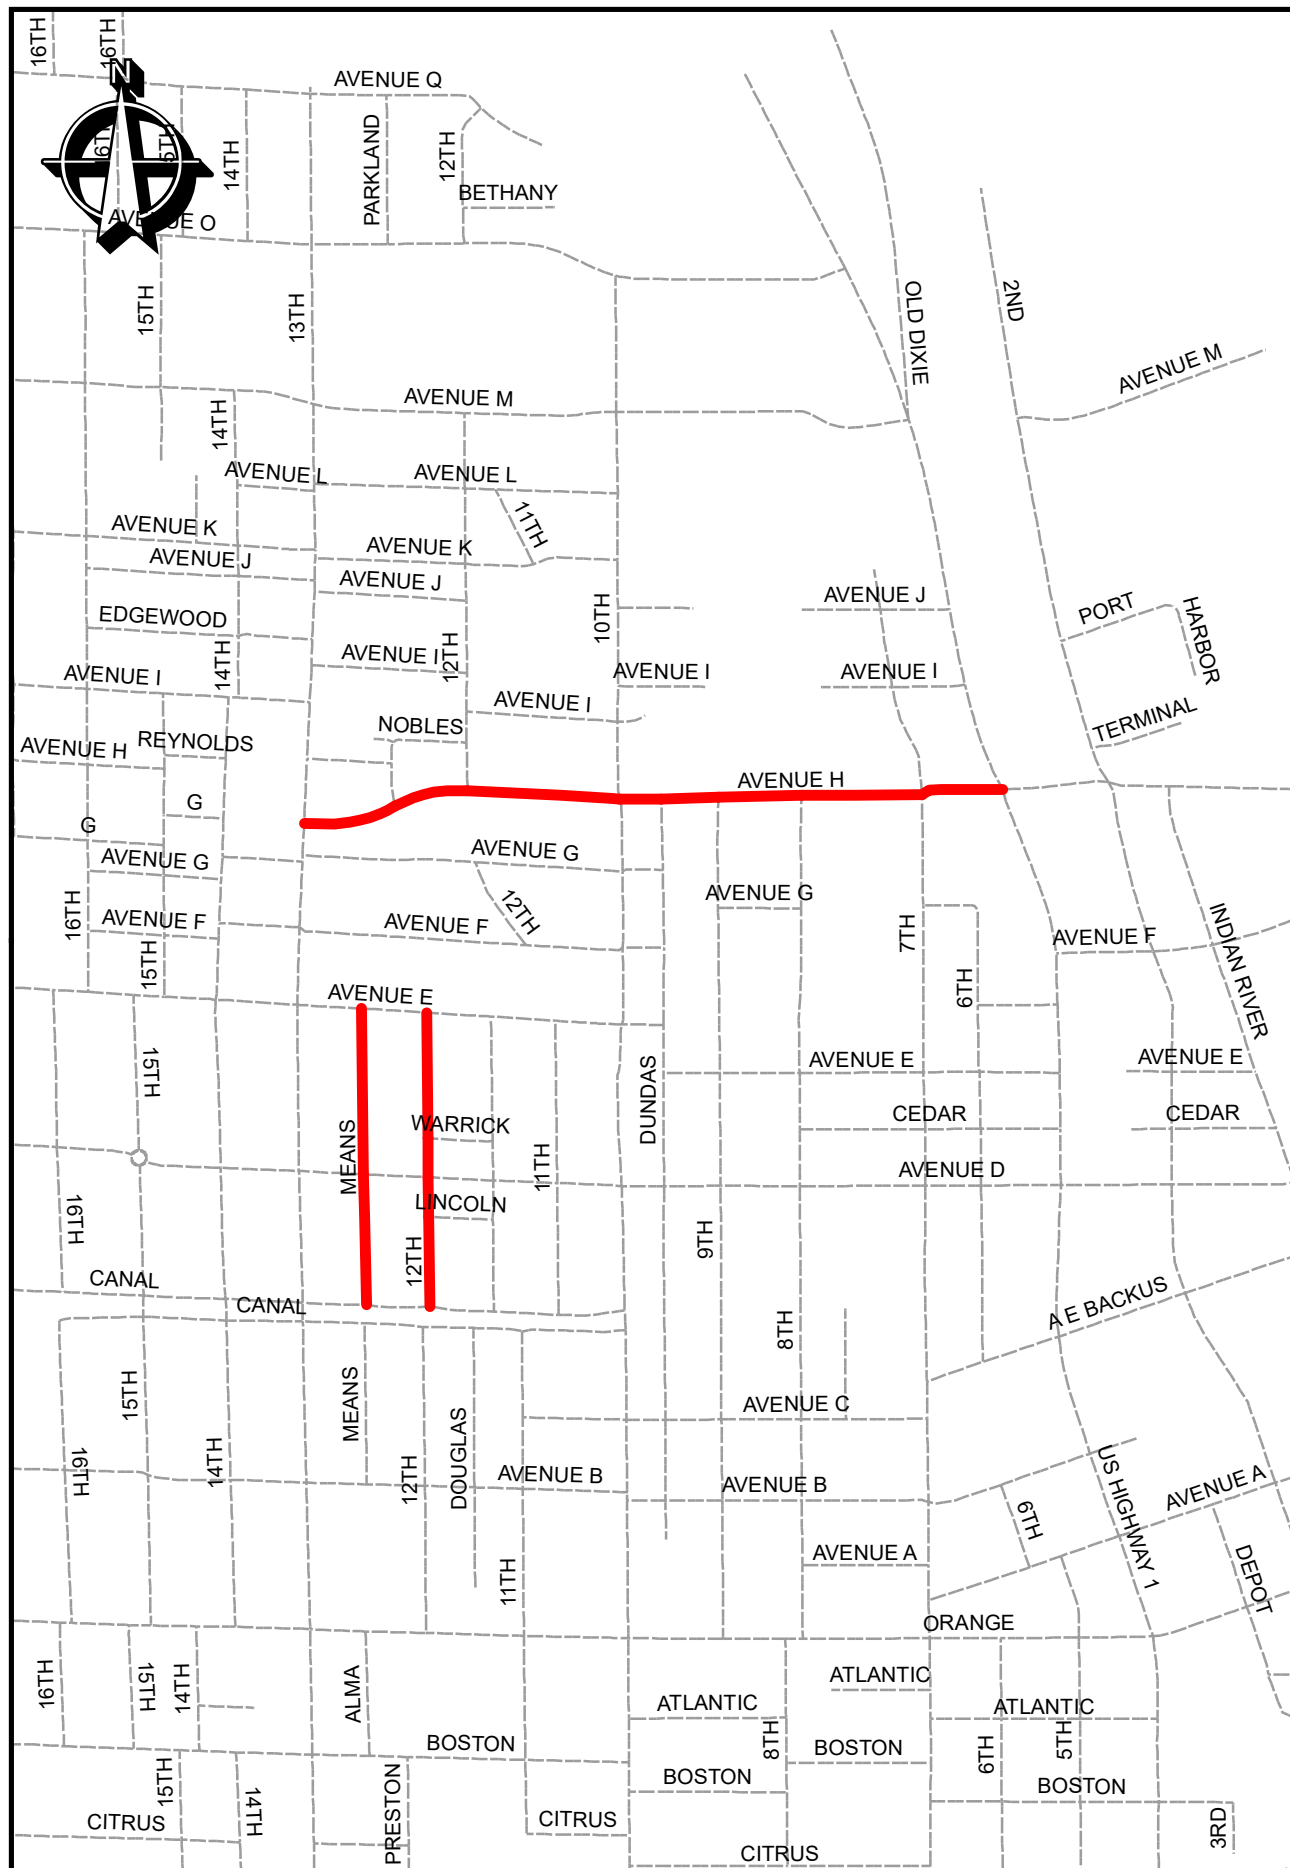 16TH
16TH
N
AVENUE Q
PARKLAND
12TH
14TH
BETHANY
AVENUE O
15TH
13TH
OLD DIXIE
2ND
AVENUE M
AVENUE M
14TH
AVENUE L
AVENUE L
11TH
AVENUE K
AVENUE K
AVENUE J
AVENUE J
AVENUE J
10TH
PORT
HARBOR
EDGEWOOD
14TH
AVENUE I
12TH
AVENUE I
AVENUE I
AVENUE I
AVENUE I
TERMINAL
NOBLES
REYNOLDS
AVENUE H
AVENUE H
G
G
AVENUE G
AVENUE G
AVENUE G
16TH
AVENUE F
AVENUE F
12TH
7TH
AVENUE F
INDIAN RIVER
15TH
AVENUE E
6TH
15TH
DUNDAS
AVENUE E
AVENUE E
MEANS
WARRICK
CEDAR
CEDAR
11TH
AVENUE D
16TH
LINCOLN
9TH
12TH
CANAL
CANAL
8TH
A E BACKUS
15TH
MEANS
DOUGLAS
AVENUE C
16TH
14TH
12TH
AVENUE B
AVENUE B
US HIGHWAY 1
AVENUE A
6TH
AVENUE A
DEPOT
11TH
ORANGE
16TH
15TH
14TH
ALMA
ATLANTIC
ATLANTIC
ATLANTIC
8TH
6TH
5TH
BOSTON
BOSTON
BOSTON
BOSTON
15TH
14TH
PRESTON
CITRUS
CITRUS
CITRUS
3RD